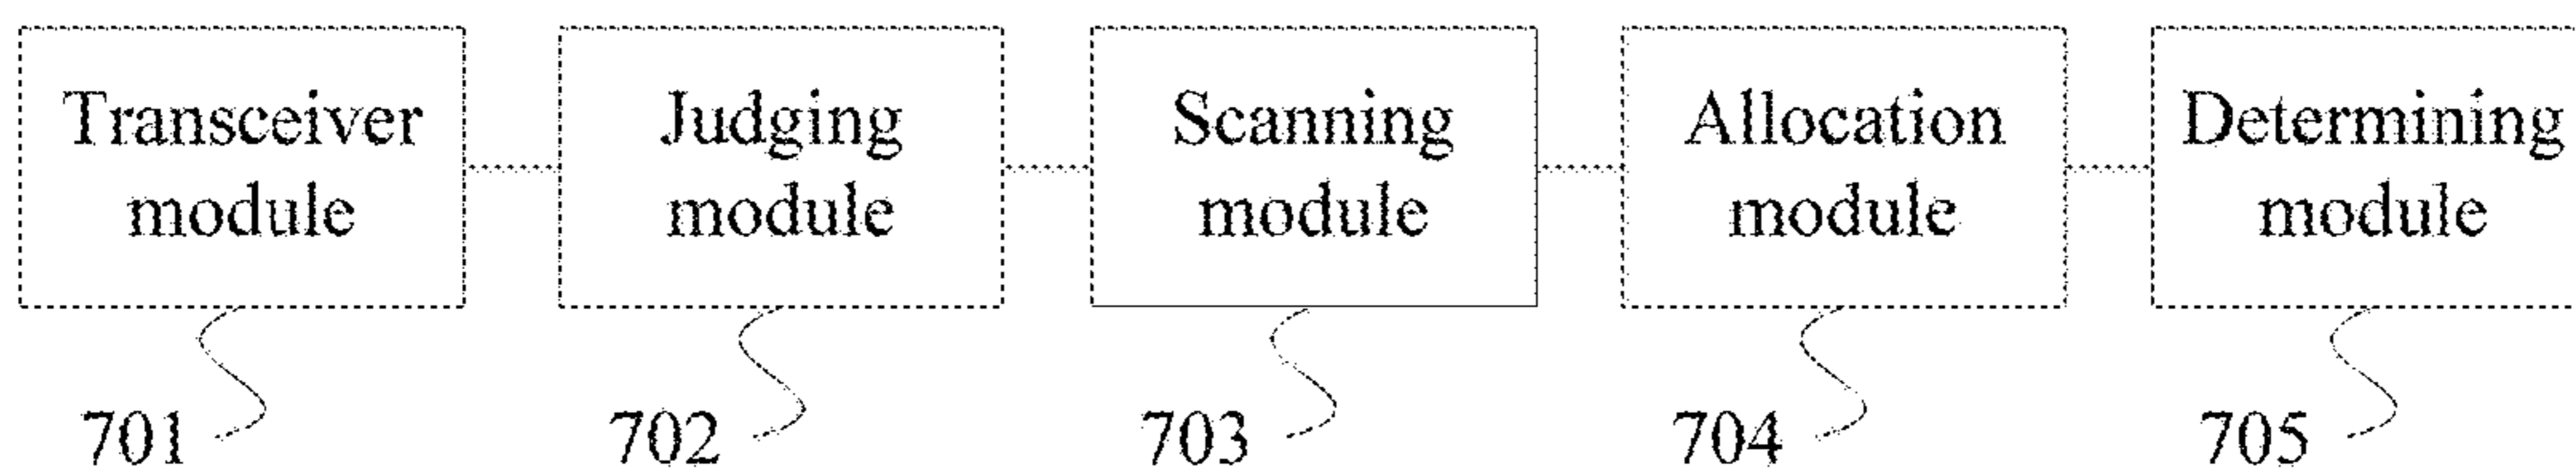 Transceiver
module
Judging
module
Scanning
module
Allocation
module
Determining
module
701
702
703
704
705